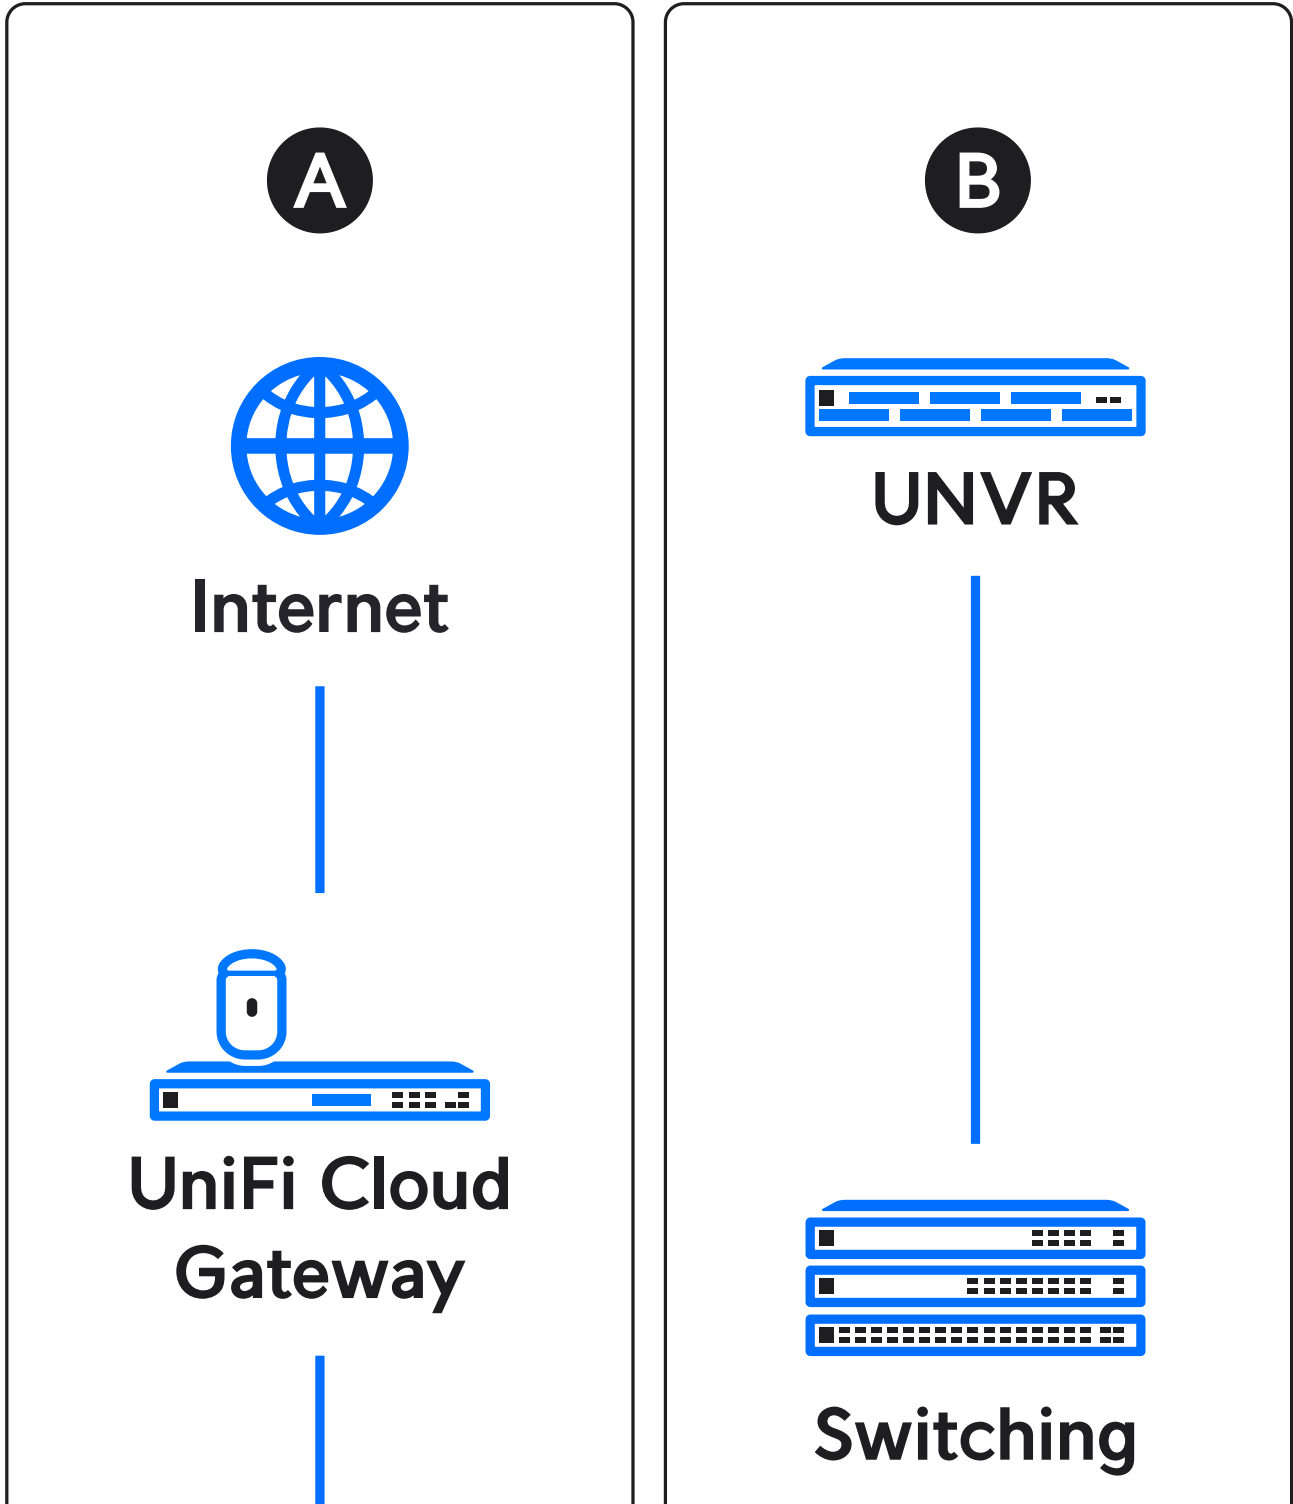 A
Internet
UniFi Cloud
Gateway
B
UNVR
Switching